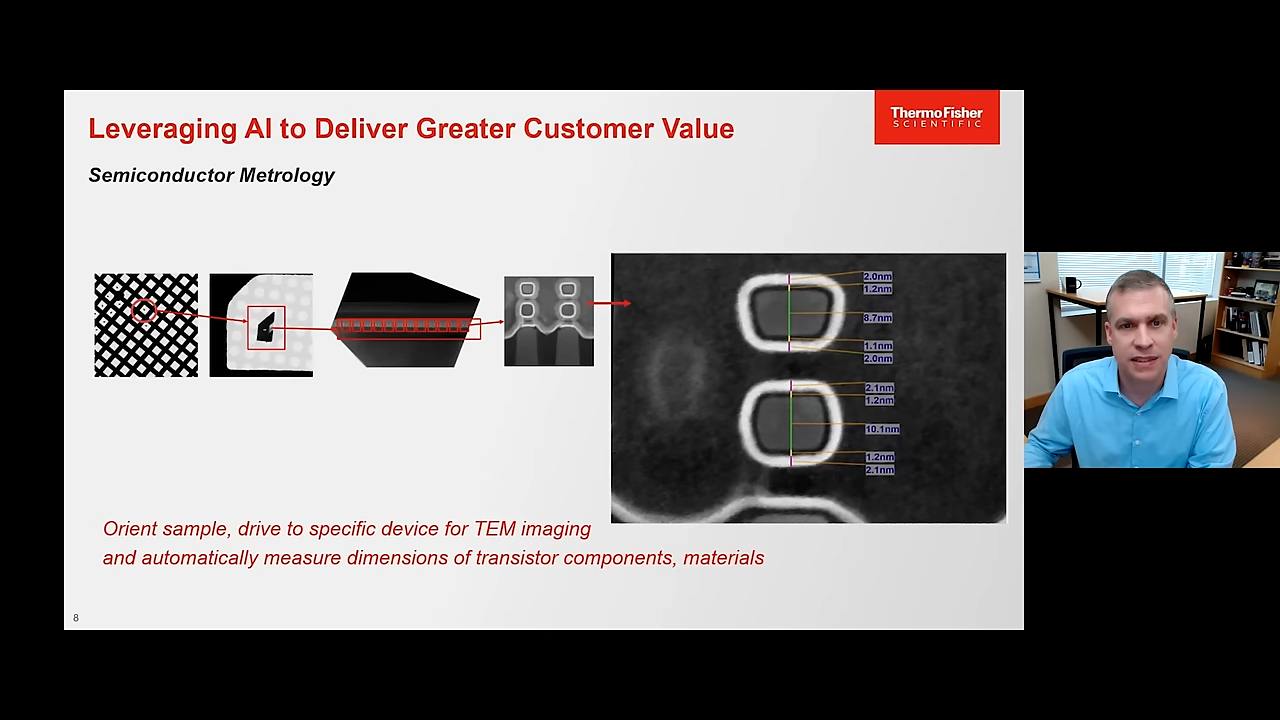 Leveraging AI to Deliver Greater Customer Value
ThermoFisher
SCIENTIFIC
Semiconductor Metrology
2.0nm
1.2nm
8.7nm
1.1nm
2.0nm
2.1nm
1.2nm
10.1nm
1.2nm
2.1nm
Orient sample, drive to specific device for TEM imaging
and automatically measure dimensions of transistor components, materials
8